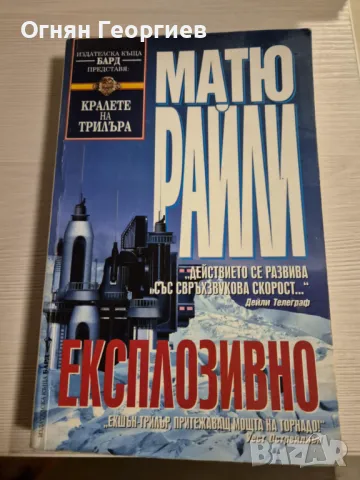 Огнян Георгиев
ИЗДАТЕЛСКА КЪЩА
БАРД
ПРЕДСТАВЯ:
КРАЛЕТЕ
НА
ТРИЛЪРА
МАТЮ
РАЙЛИ
„ДЕЙСТВИЕТО СЕ РАЗВИВА
СЪС СВРЪХЗВУКОВА СКОРОСТ..."
Дейли Телеграф
ЕКСПЛОЗИВНО
„ЕКШЪН-ТРИЛЪР, ПРИТЕЖАВАЩ МОЩТА НА ТОРНАДО!"
bazar